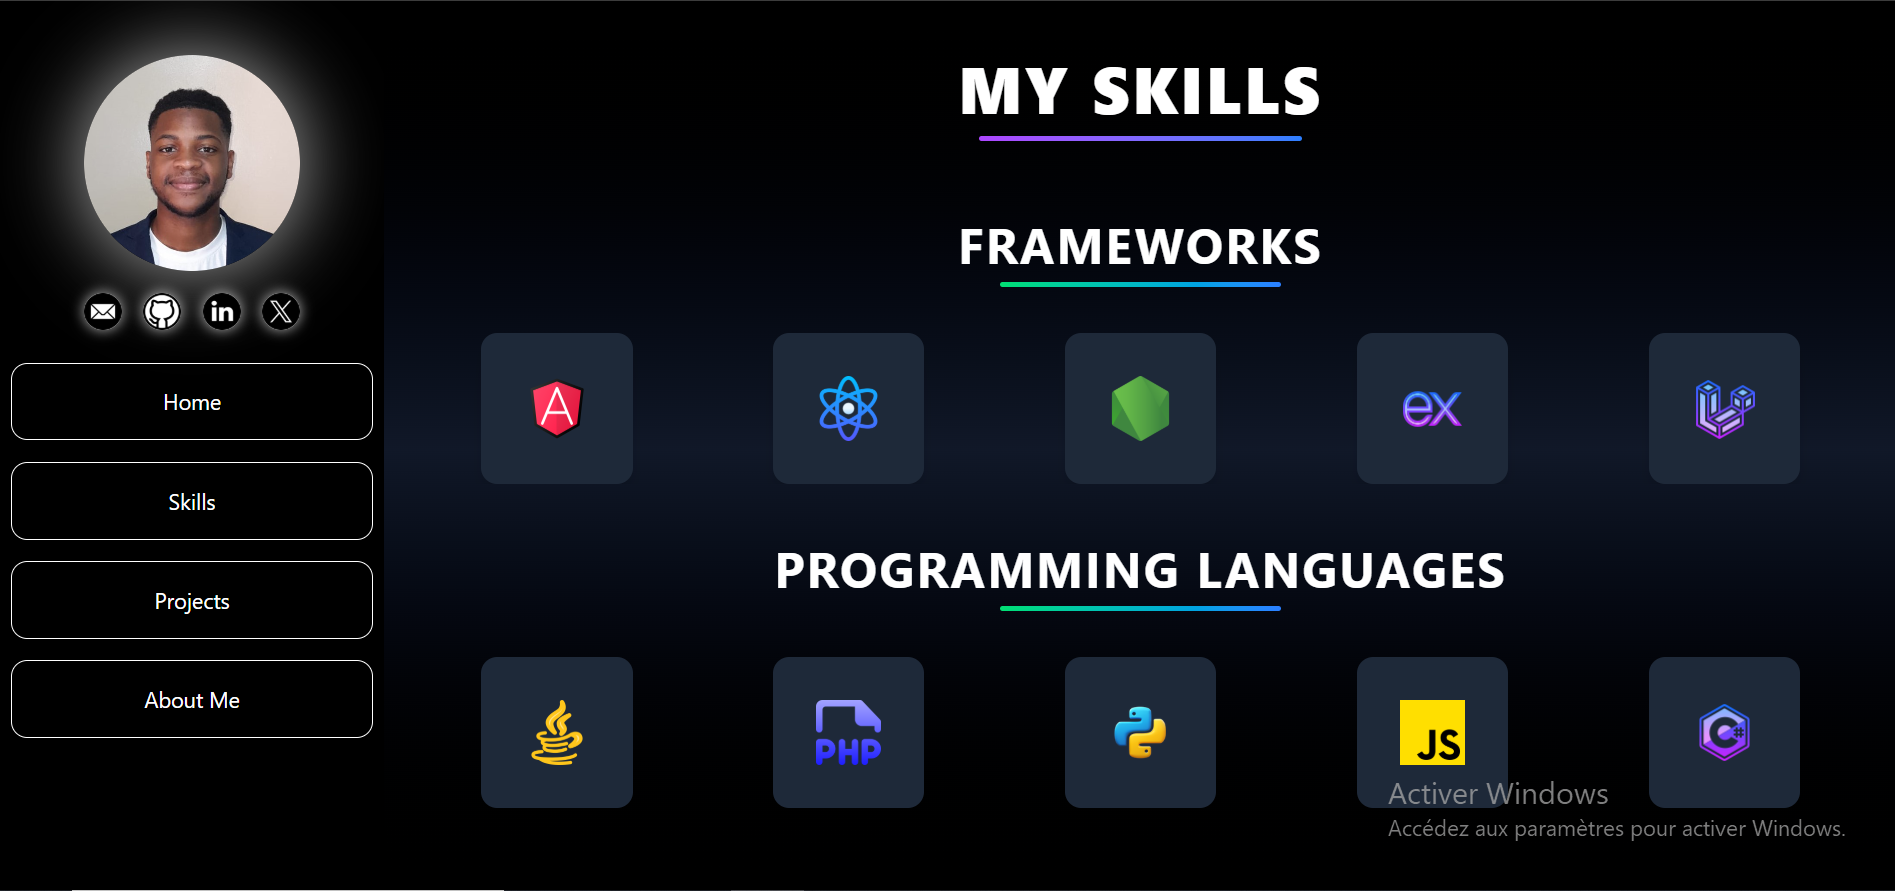 in
X
Home
Skills
Projects
About Me
MY SKILLS
FRAMEWORKS
A
ex
PROGRAMMING LANGUAGES
PHP
JS
C#
Activer Windows
Accédez aux paramètres pour activer Windows.